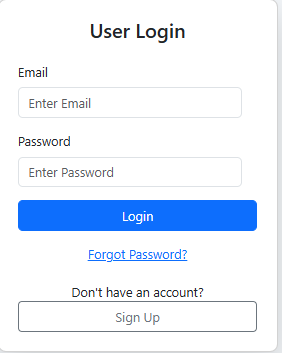 User Login
Email
Enter Email
Password
Enter Password
Login
Forgot Password?
Don't have an account?
Sign Up